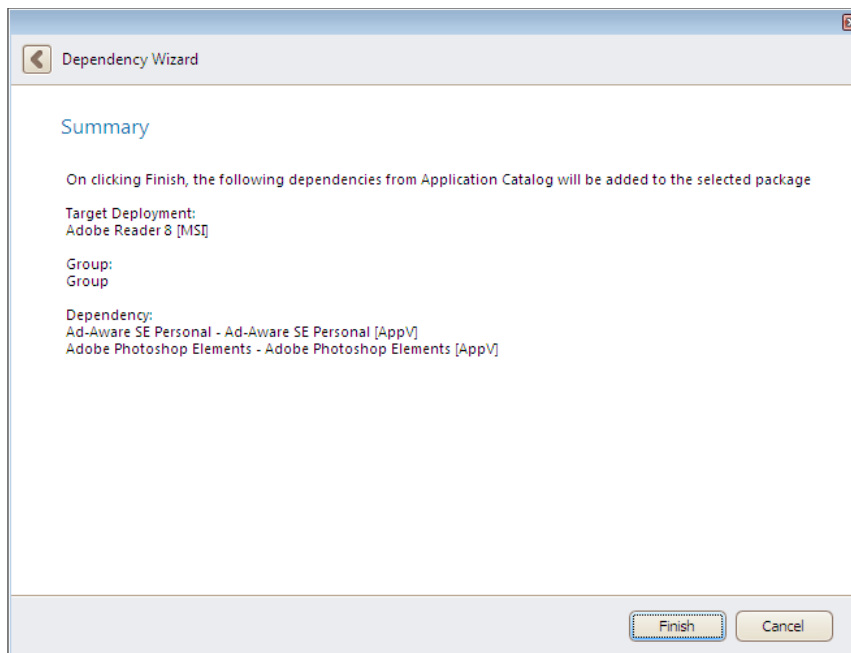 Dependency Wizard
Summary
On clicking Finish, the following dependencies from Application Catalog will be added to the selected package
Target Deployment:
Adobe Reader 8 [MSI]
Group:
Group
Dependency:
Ad-Aware SE Personal - Ad-Aware SE Personal [AppV]
Adobe Photoshop Elements - Adobe Photoshop Elements [AppV]
Finish
Cancel